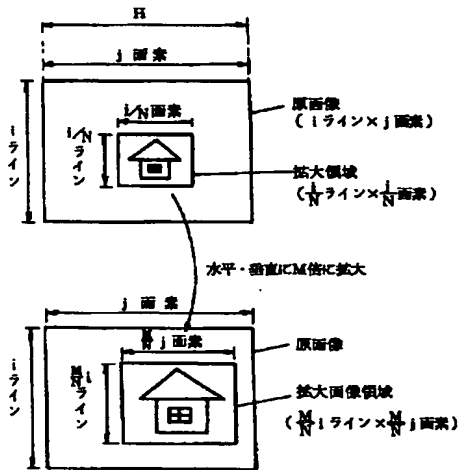 H
j 画素
i/N 画素
i/N ライン
i ライン
原画像
( i ライン×j 画素 )
拡大領域
( i/N ライン× j/N 画素 )
水平・垂直にM倍に拡大
j 画素
M/N j 画素
M/N i ライン
i ライン
原画像
拡大画像領域
( M/N i ライン× M/N j 画素 )